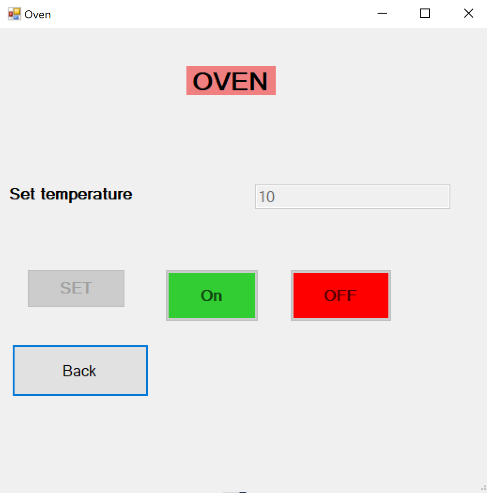 Oven
OVEN
Set temperature
10
SET
On
OFF
Back